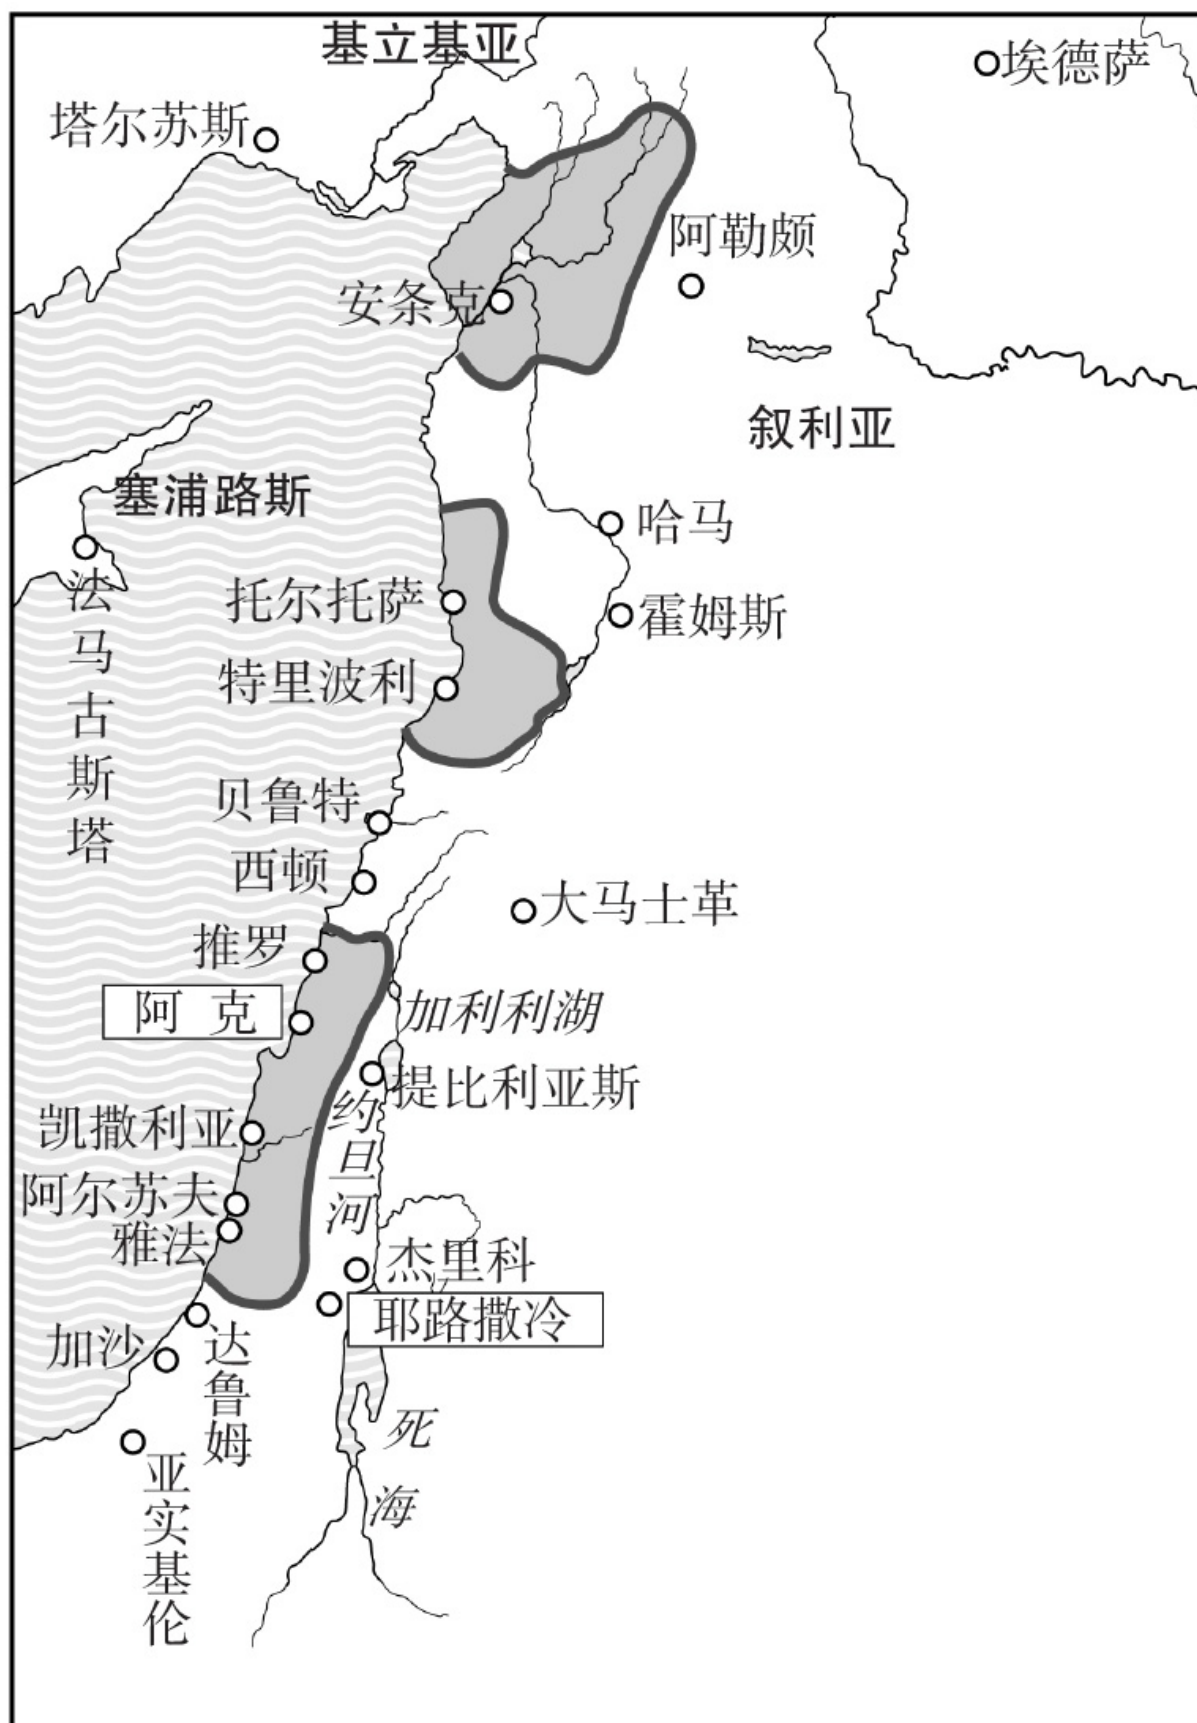 基立基亚
埃德萨
塔尔苏斯
阿勒颇
安条克
叙利亚
塞浦路斯
哈马
法马古斯塔
托尔托萨
霍姆斯
特里波利
贝鲁特
西顿
大马士革
推罗
阿克
加利利湖
提比利亚斯
约旦河
凯撒利亚
阿尔苏夫
雅法
杰里科
耶路撒冷
达鲁姆
加沙
死海
亚实基伦